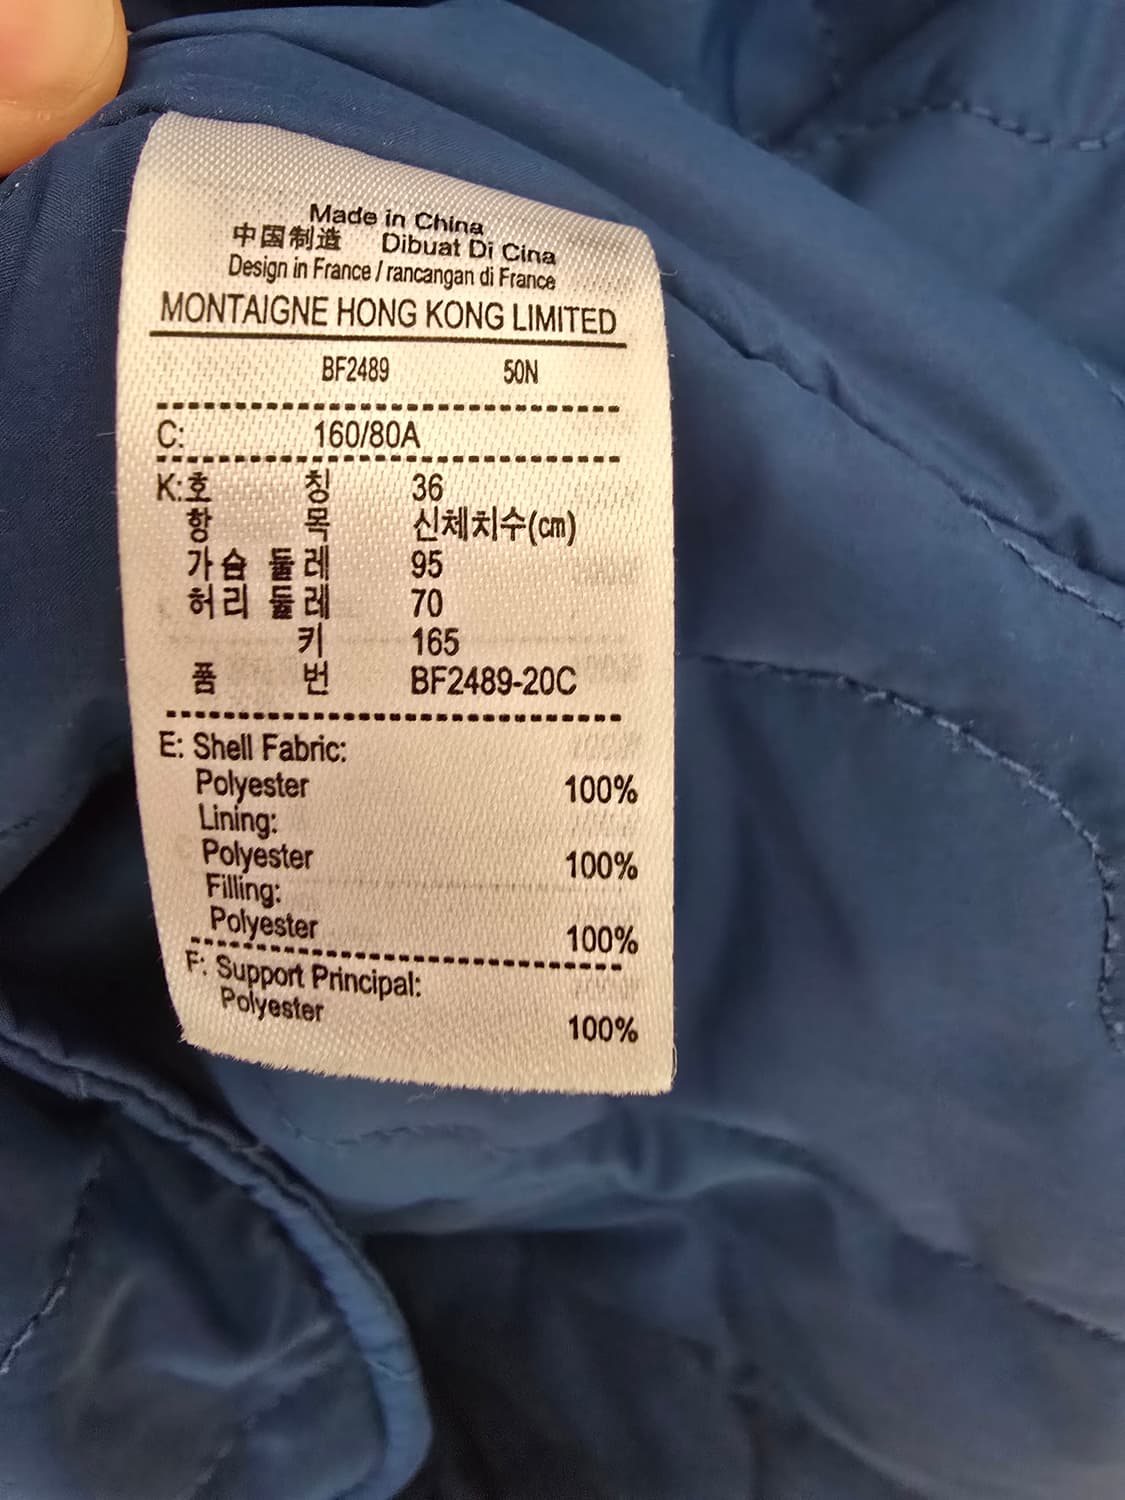 Made in China
中国制造 Dibuat Di Cina
Design in France / rancangan di France
MONTAIGNE HONG KONG LIMITED
BF2489 50N
C: 160/80A
K:호 칭 36
항 목 신체치수(cm)
가슴 둘레 95
허리 둘레 70
키 165
품 번 BF2489-20C
E: Shell Fabric:
Polyester 100%
Lining:
Polyester 100%
Filling:
Polyester 100%
F: Support Principal:
Polyester 100%